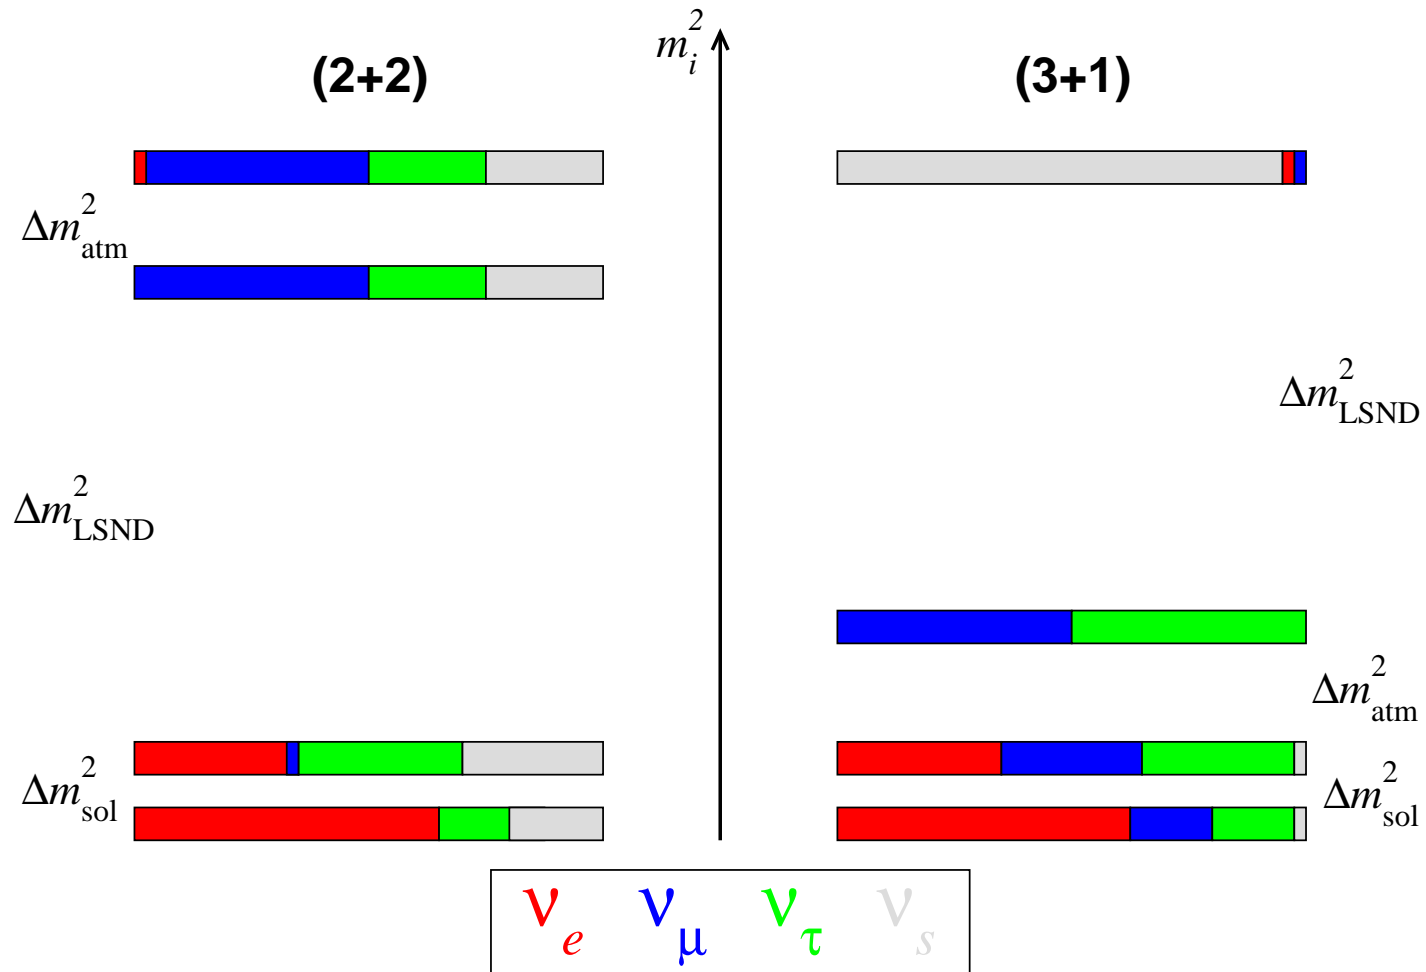 (2+2)
m_i^2
(3+1)
Δm^2_atm
Δm^2_LSND
Δm^2_LSND
Δm^2_atm
Δm^2_sol
Δm^2_sol
ν_e ν_μ ν_τ ν_s